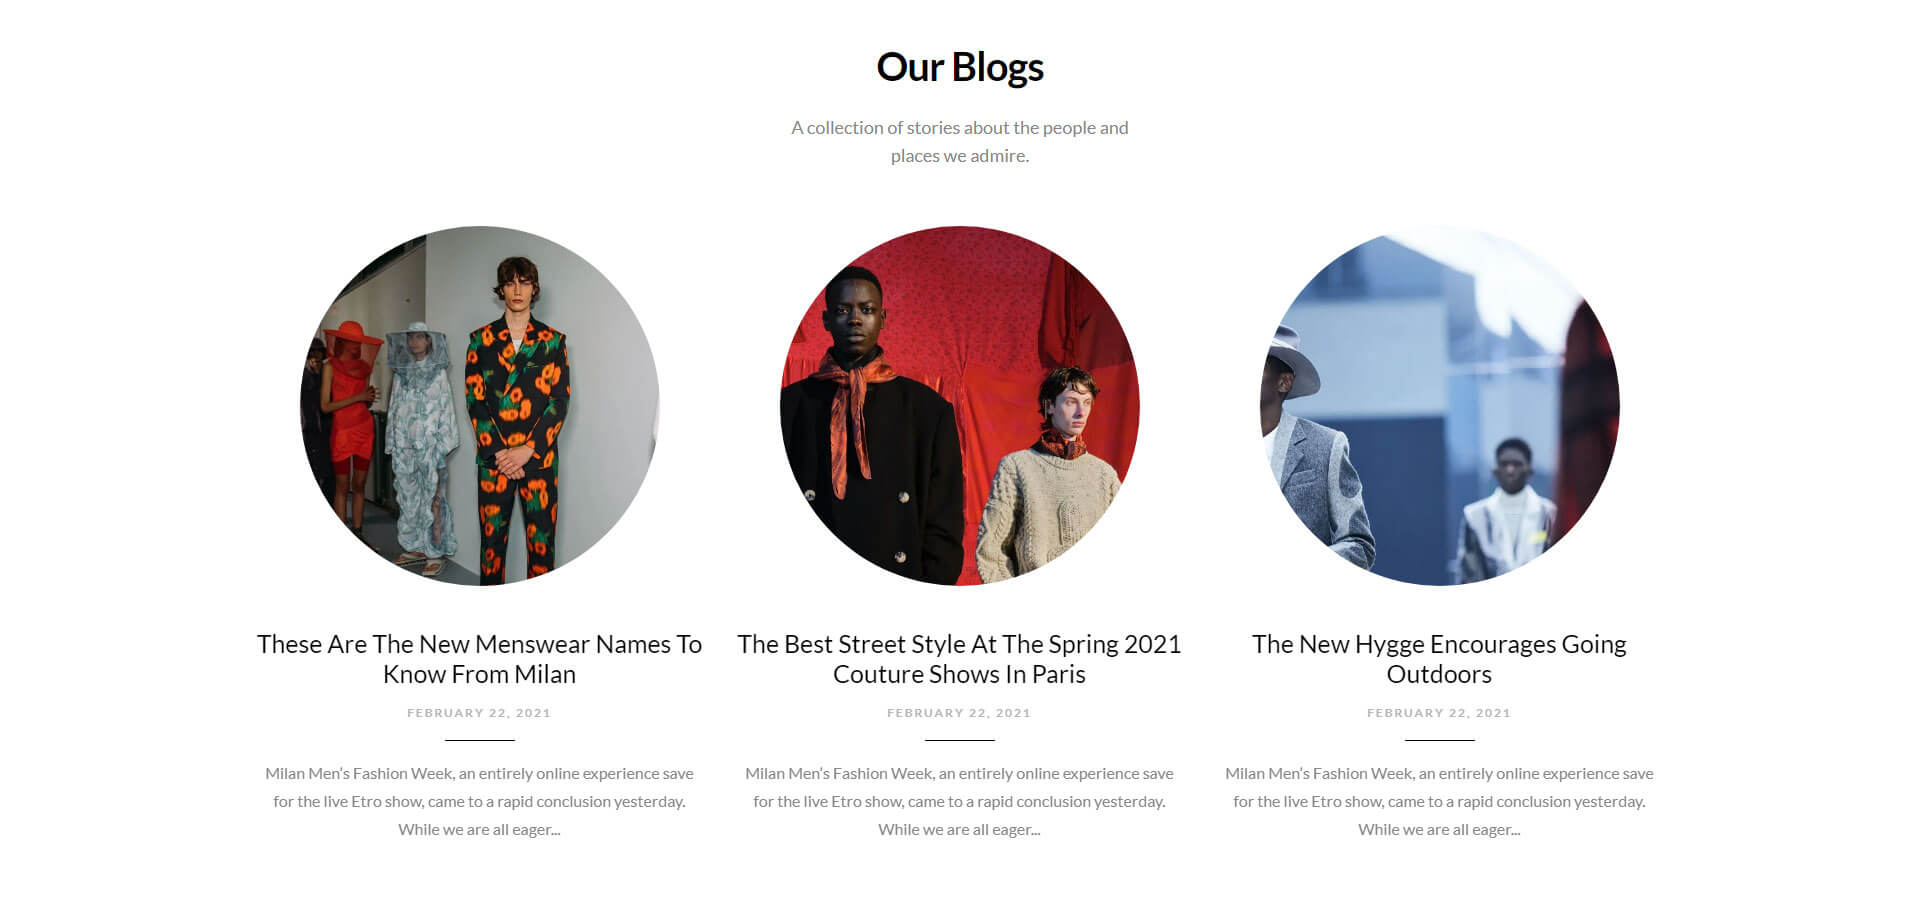 Our Blogs
A collection of stories about the people and
places we admire.
These Are The New Menswear Names To
Know From Milan
FEBRUARY 22, 2021
Milan Men's Fashion Week, an entirely online experience save
for the live Etro show, came to a rapid conclusion yesterday.
While we are all eager...
The Best Street Style At The Spring 2021
Couture Shows In Paris
FEBRUARY 22, 2021
Milan Men's Fashion Week, an entirely online experience save
for the live Etro show, came to a rapid conclusion yesterday.
While we are all eager...
The New Hygge Encourages Going
Outdoors
FEBRUARY 22, 2021
Milan Men's Fashion Week, an entirely online experience save
for the live Etro show, came to a rapid conclusion yesterday.
While we are all eager...